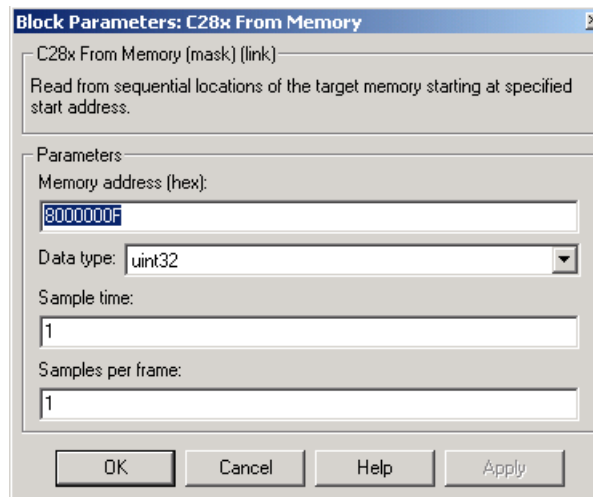 Block Parameters: C28x From Memory
C28x From Memory (mask) (link)
Read from sequential locations of the target memory starting at specified
start address.
Parameters
Memory address (hex):
8000000F
Data type: uint32
Sample time:
1
Samples per frame:
1
OK Cancel Help Apply